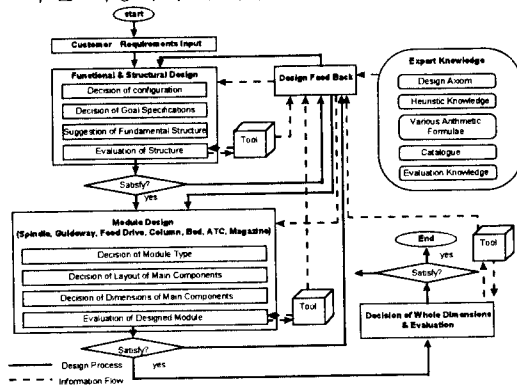 start
Customer Requirements Input
Functional & Structural Design
Decision of configuration
Decision of Goal Specifications
Suggestion of Fundamental Structure
Evaluation of Structure
Tool
Satisfy?
yes
Design Feed Back
Expert Knowledge
Design Axiom
Heuristic Knowledge
Various Arithmetic
Formulae
Catalogue
Evaluation Knowledge
Module Design
(Spindle, Guideway, Feed Drive, Column, Bed, ATC, Magazine)
Decision of Module Type
Decision of Layout of Main Components
Decision of Dimensions of Main Components
Evaluation of Designed Module
Tool
Satisfy?
yes
End
yes
Satisfy?
Tool
Decision of Whole Dimensions
& Evaluation
Design Process
Information Flow